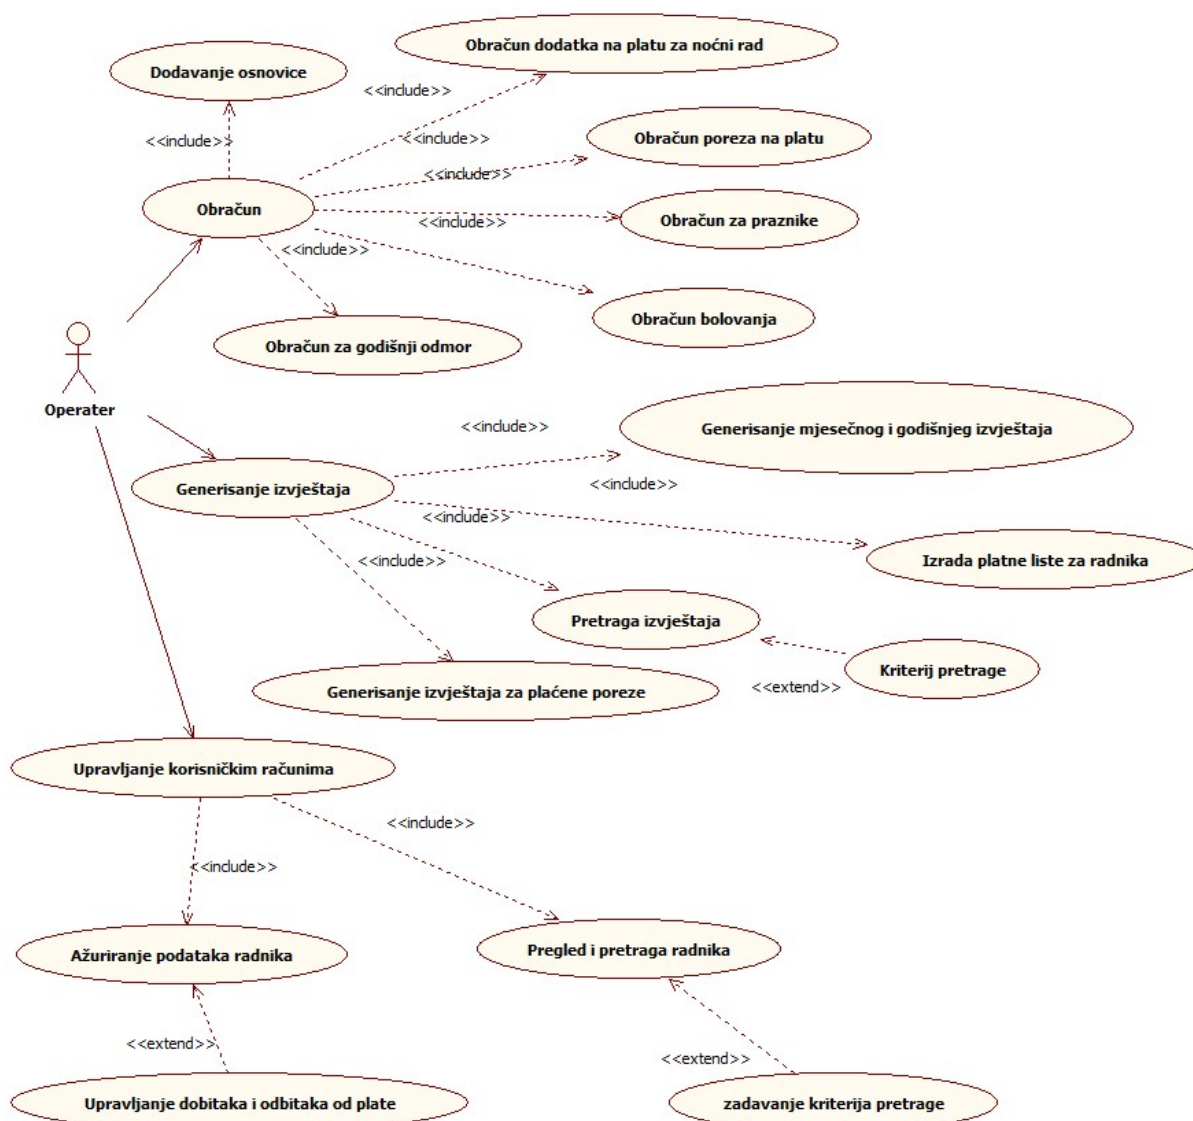 Obračun dodatka na platu za noćni rad
Dodavanje osnovice
<<include>>
<<include>>
<<include>>
Obračun poreza na platu
<<include>>
Obračun
<<include>>
Obračun za praznike
<<include>>
Obračun bolovanja
Obračun za godišnji odmor
Operater
<<include>>
Generisanje mjesečnog i godišnjeg izvještaja
Generisanje izvještaja
<<include>>
<<include>>
Izrada platne liste za radnika
<<include>>
Pretraga izvještaja
Kriterij pretrage
<<extend>>
Generisanje izvještaja za plaćene poreze
Upravljanje korisničkim računima
<<include>>
<<include>>
Ažuriranje podataka radnika
Pregled i pretraga radnika
<<extend>>
<<extend>>
Upravljanje dobitaka i odbitaka od plate
zadavanje kriterija pretrage